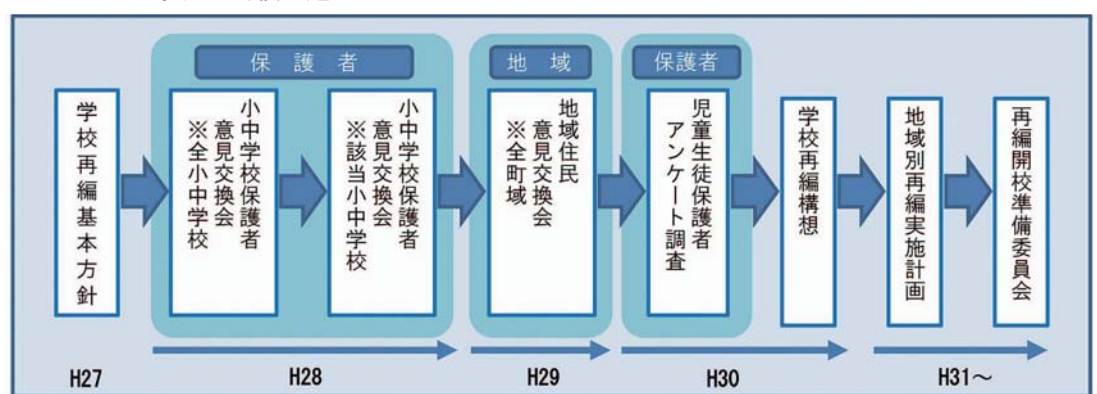 保護者
地域
保護者
学校再編基本方針
小中学校保護者
意見交換会
※全小中学校
小中学校保護者
意見交換会
※該当小中学校
地域住民
意見交換会
※全町域
児童生徒保護者
アンケート調査
学校再編構想
地域別再編実施計画
再編開校準備委員会
H27
H28
H29
H30
H31～